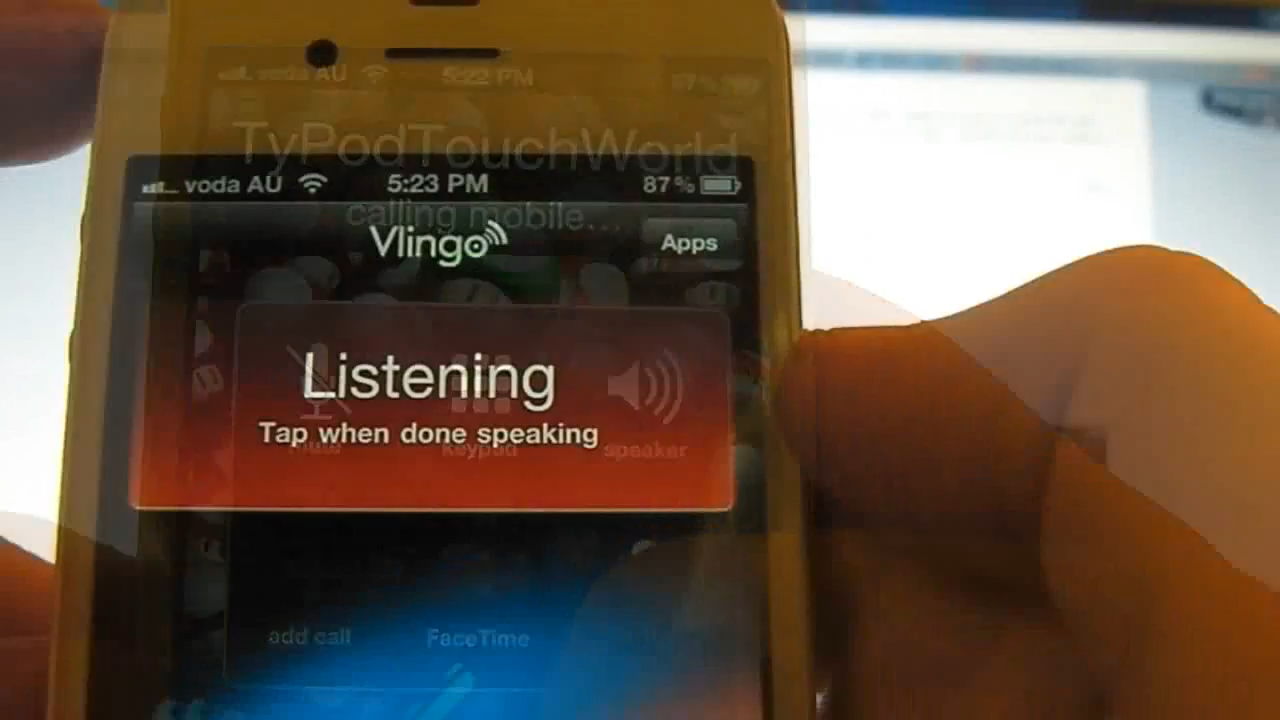 voda AU 5:22 PM
TyPodTouchWorld
voda AU 5:23 PM 87%
calling mobile...
Vlingo Apps
Listening
Tap when done speaking
mute keypad speaker
add call FaceTime